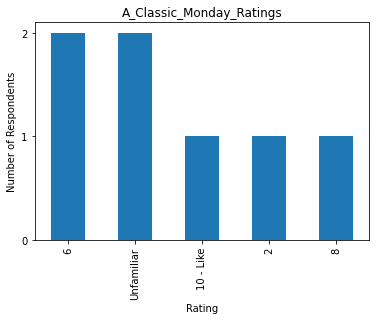 A_Classic_Monday_Ratings
Number of Respondents
2
1
0
6
Unfamiliar
10 - Like
2
8
Rating